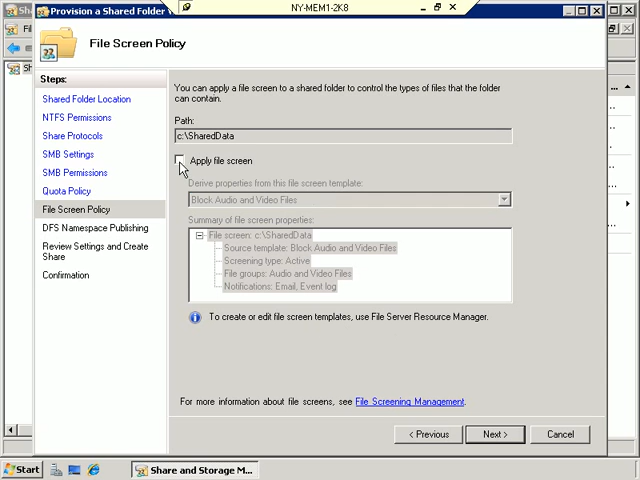 Provision a Shared Folder
NY-MEM1-2K8
File Screen Policy
Steps:
Shared Folder Location
NTFS Permissions
Share Protocols
SMB Settings
SMB Permissions
Quota Policy
File Screen Policy
DFS Namespace Publishing
Review Settings and Create
Share
Confirmation
You can apply a file screen to a shared folder to control the types of files that the folder
can contain.
Path:
c:\SharedData
Apply file screen
Derive properties from this file screen template:
Block Audio and Video Files
Summary of file screen properties:
File screen: c:\SharedData
Source template: Block Audio and Video Files
Screening type: Active
File groups: Audio and Video Files
Notifications: Email, Event log
To create or edit file screen templates, use File Server Resource Manager.
For more information about file screens, see File Screening Management.
< Previous
Next >
Cancel
Start
Share and Storage M...